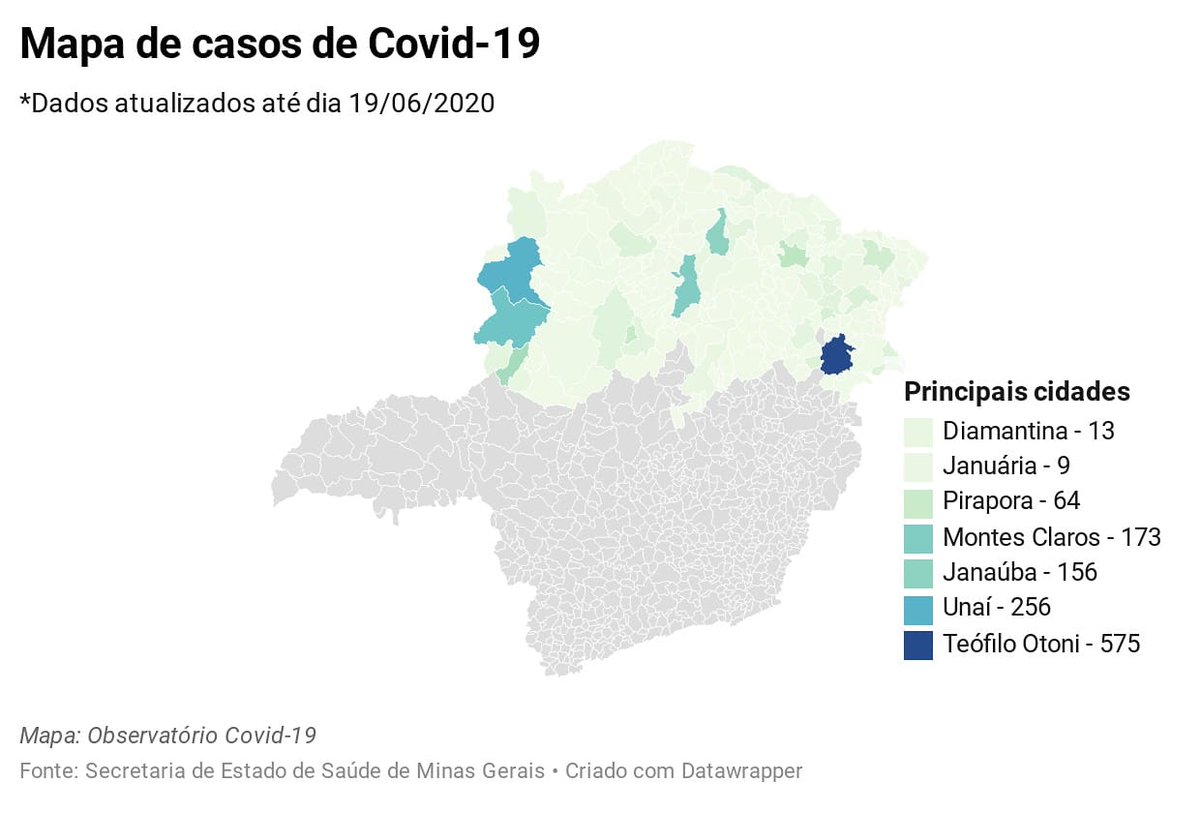 Mapa de casos de Covid-19
*Dados atualizados até dia 19/06/2020
Principais cidades
Diamantina - 13
Januária - 9
Pirapora - 64
Montes Claros - 173
Janaúba - 156
Unaí - 256
Teófilo Otoni - 575
Mapa: Observatório Covid-19
Fonte: Secretaria de Estado de Saúde de Minas Gerais • Criado com Datawrapper